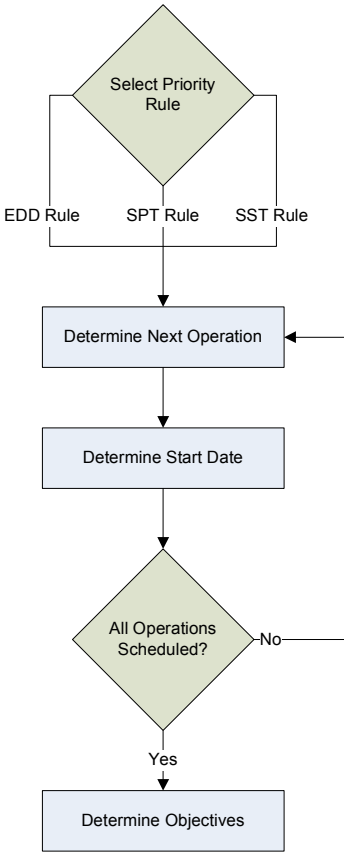 Select Priority
Rule
EDD Rule
SPT Rule
SST Rule
Determine Next Operation
Determine Start Date
All Operations
Scheduled?
No
Yes
Determine Objectives